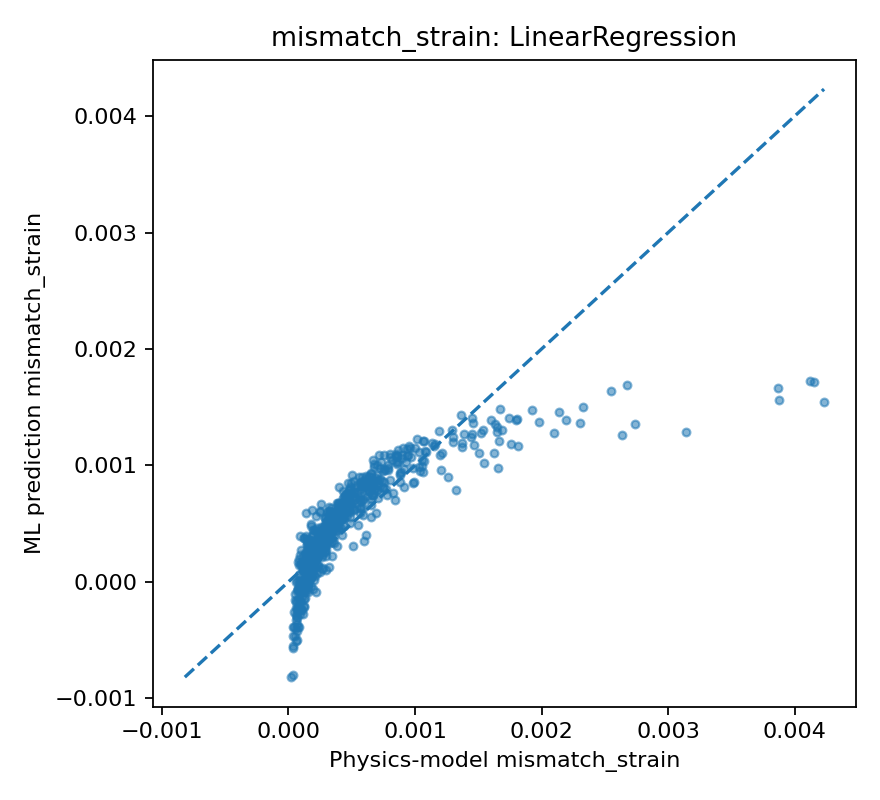 mismatch_strain: LinearRegression
ML prediction mismatch_strain
0.004
0.003
0.002
0.001
0.000
−0.001
−0.001 0.000 0.001 0.002 0.003 0.004
Physics-model mismatch_strain